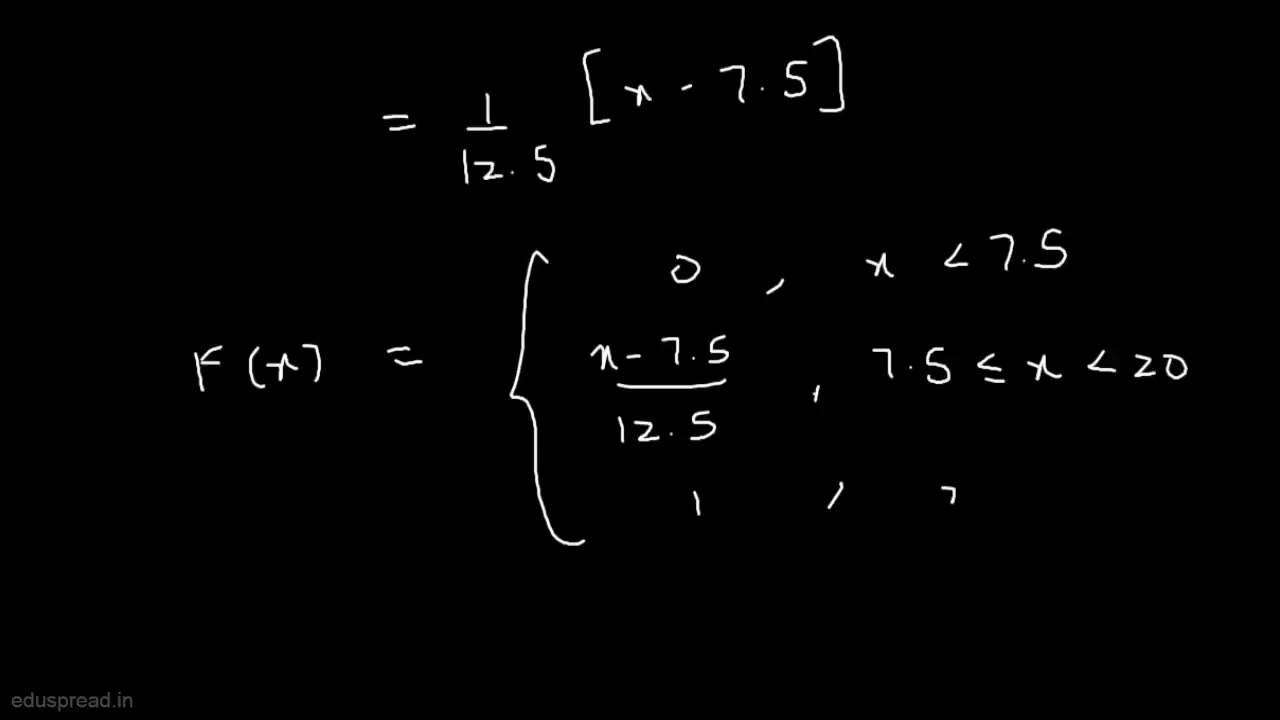 = 1/12.5 [x - 7.5]
0 , x < 7.5
F(x) = { x - 7.5 / 12.5 , 7.5 ≤ x < 20
1 ,
eduspread.in